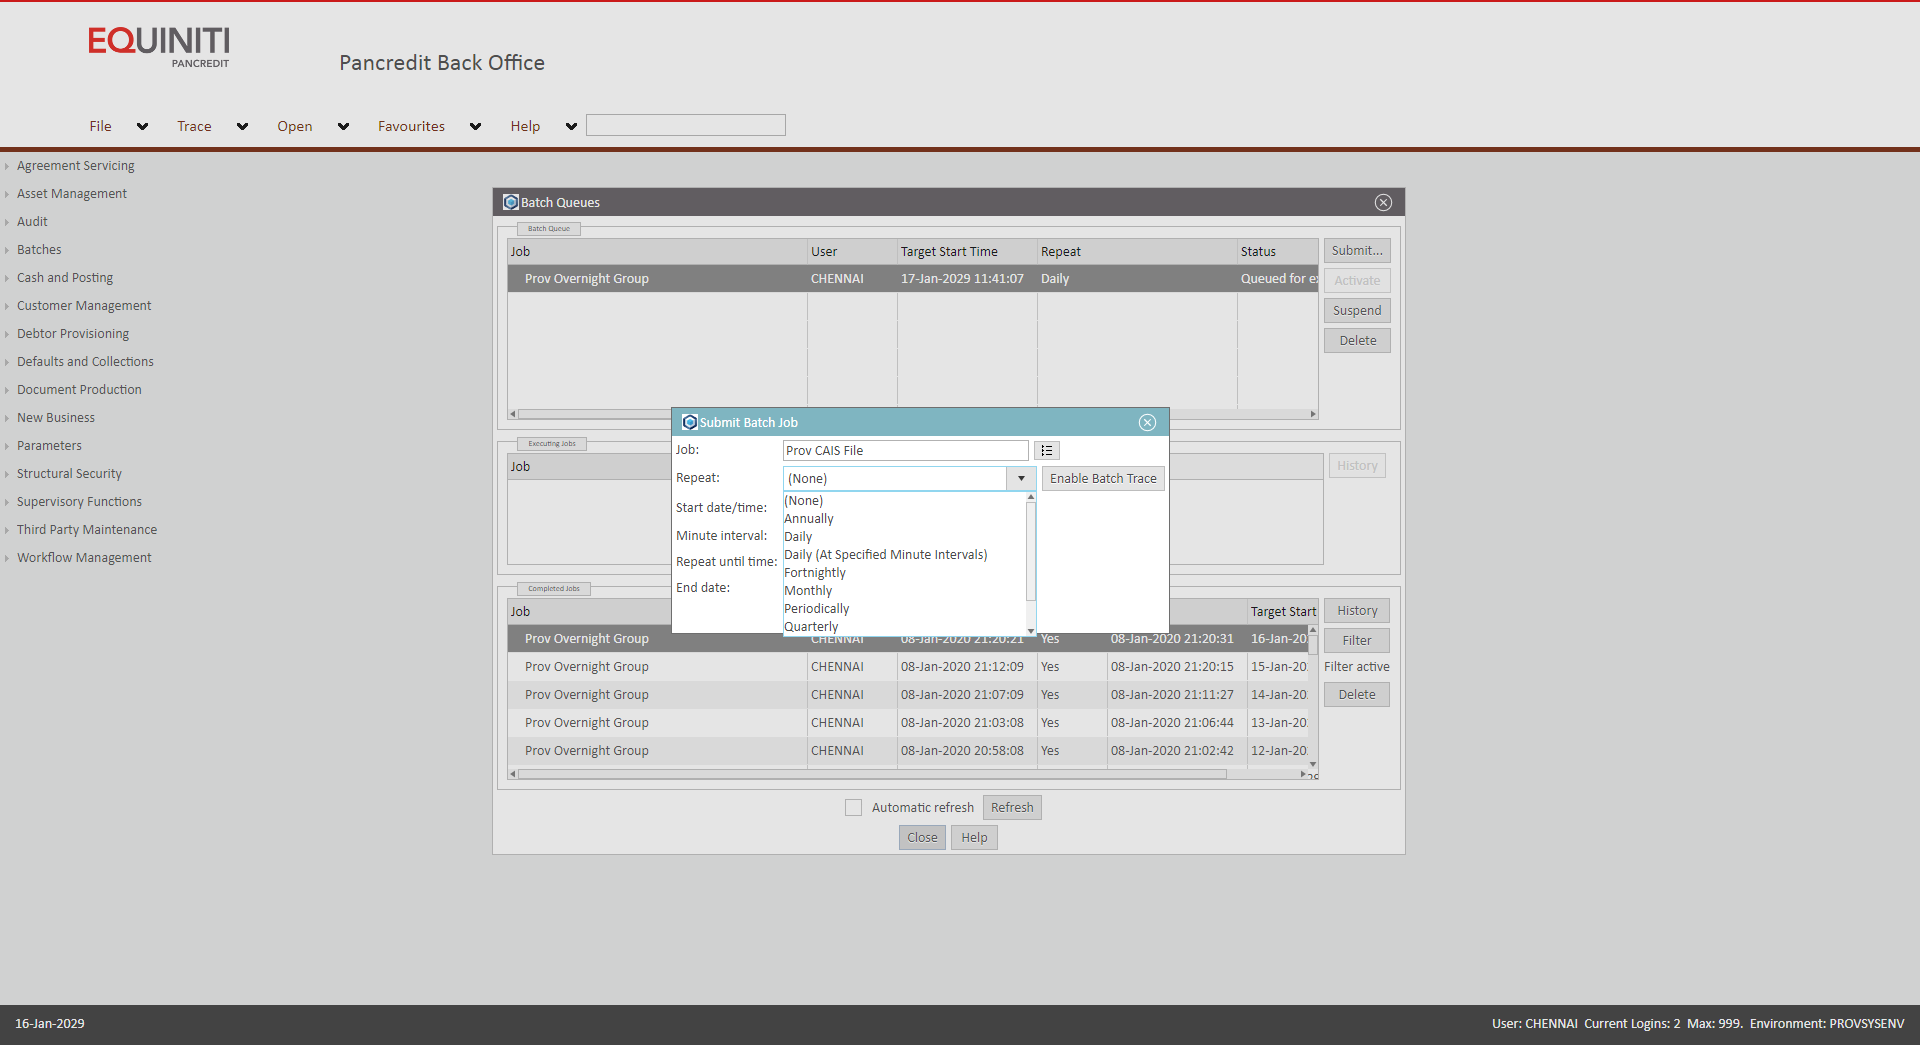 EQUINITI
PANCREDIT
Pancredit Back Office
File Trace Open Favourites Help
Agreement Servicing
Asset Management
Audit
Batches
Cash and Posting
Customer Management
Debtor Provisioning
Defaults and Collections
Document Production
New Business
Parameters
Structural Security
Supervisory Functions
Third Party Maintenance
Workflow Management
Batch Queues
Batch Queue
Job User Target Start Time Repeat Status
Prov Overnight Group CHENNAI 17-Jan-2029 11:41:07 Daily Queued for ex
Submit...
Activate
Suspend
Delete
Executing Jobs
Job
History
Submit Batch Job
Job: Prov CAIS File
Repeat: (None) Enable Batch Trace
Start date/time:
Minute interval:
Repeat until time:
End date:
(None)
Annually
Daily
Daily (At Specified Minute Intervals)
Fortnightly
Monthly
Periodically
Quarterly
Completed Jobs
Job Target Start
Prov Overnight Group CHENNAI 08-Jan-2020 21:20:21 Yes 08-Jan-2020 21:20:31 16-Jan-20
Prov Overnight Group CHENNAI 08-Jan-2020 21:12:09 Yes 08-Jan-2020 21:20:15 15-Jan-20
Prov Overnight Group CHENNAI 08-Jan-2020 21:07:09 Yes 08-Jan-2020 21:11:27 14-Jan-20
Prov Overnight Group CHENNAI 08-Jan-2020 21:03:08 Yes 08-Jan-2020 21:06:44 13-Jan-20
Prov Overnight Group CHENNAI 08-Jan-2020 20:58:08 Yes 08-Jan-2020 21:02:42 12-Jan-20
History
Filter
Filter active
Delete
Automatic refresh Refresh
Close Help
16-Jan-2029
User: CHENNAI Current Logins: 2 Max: 999. Environment: PROVSYSENV